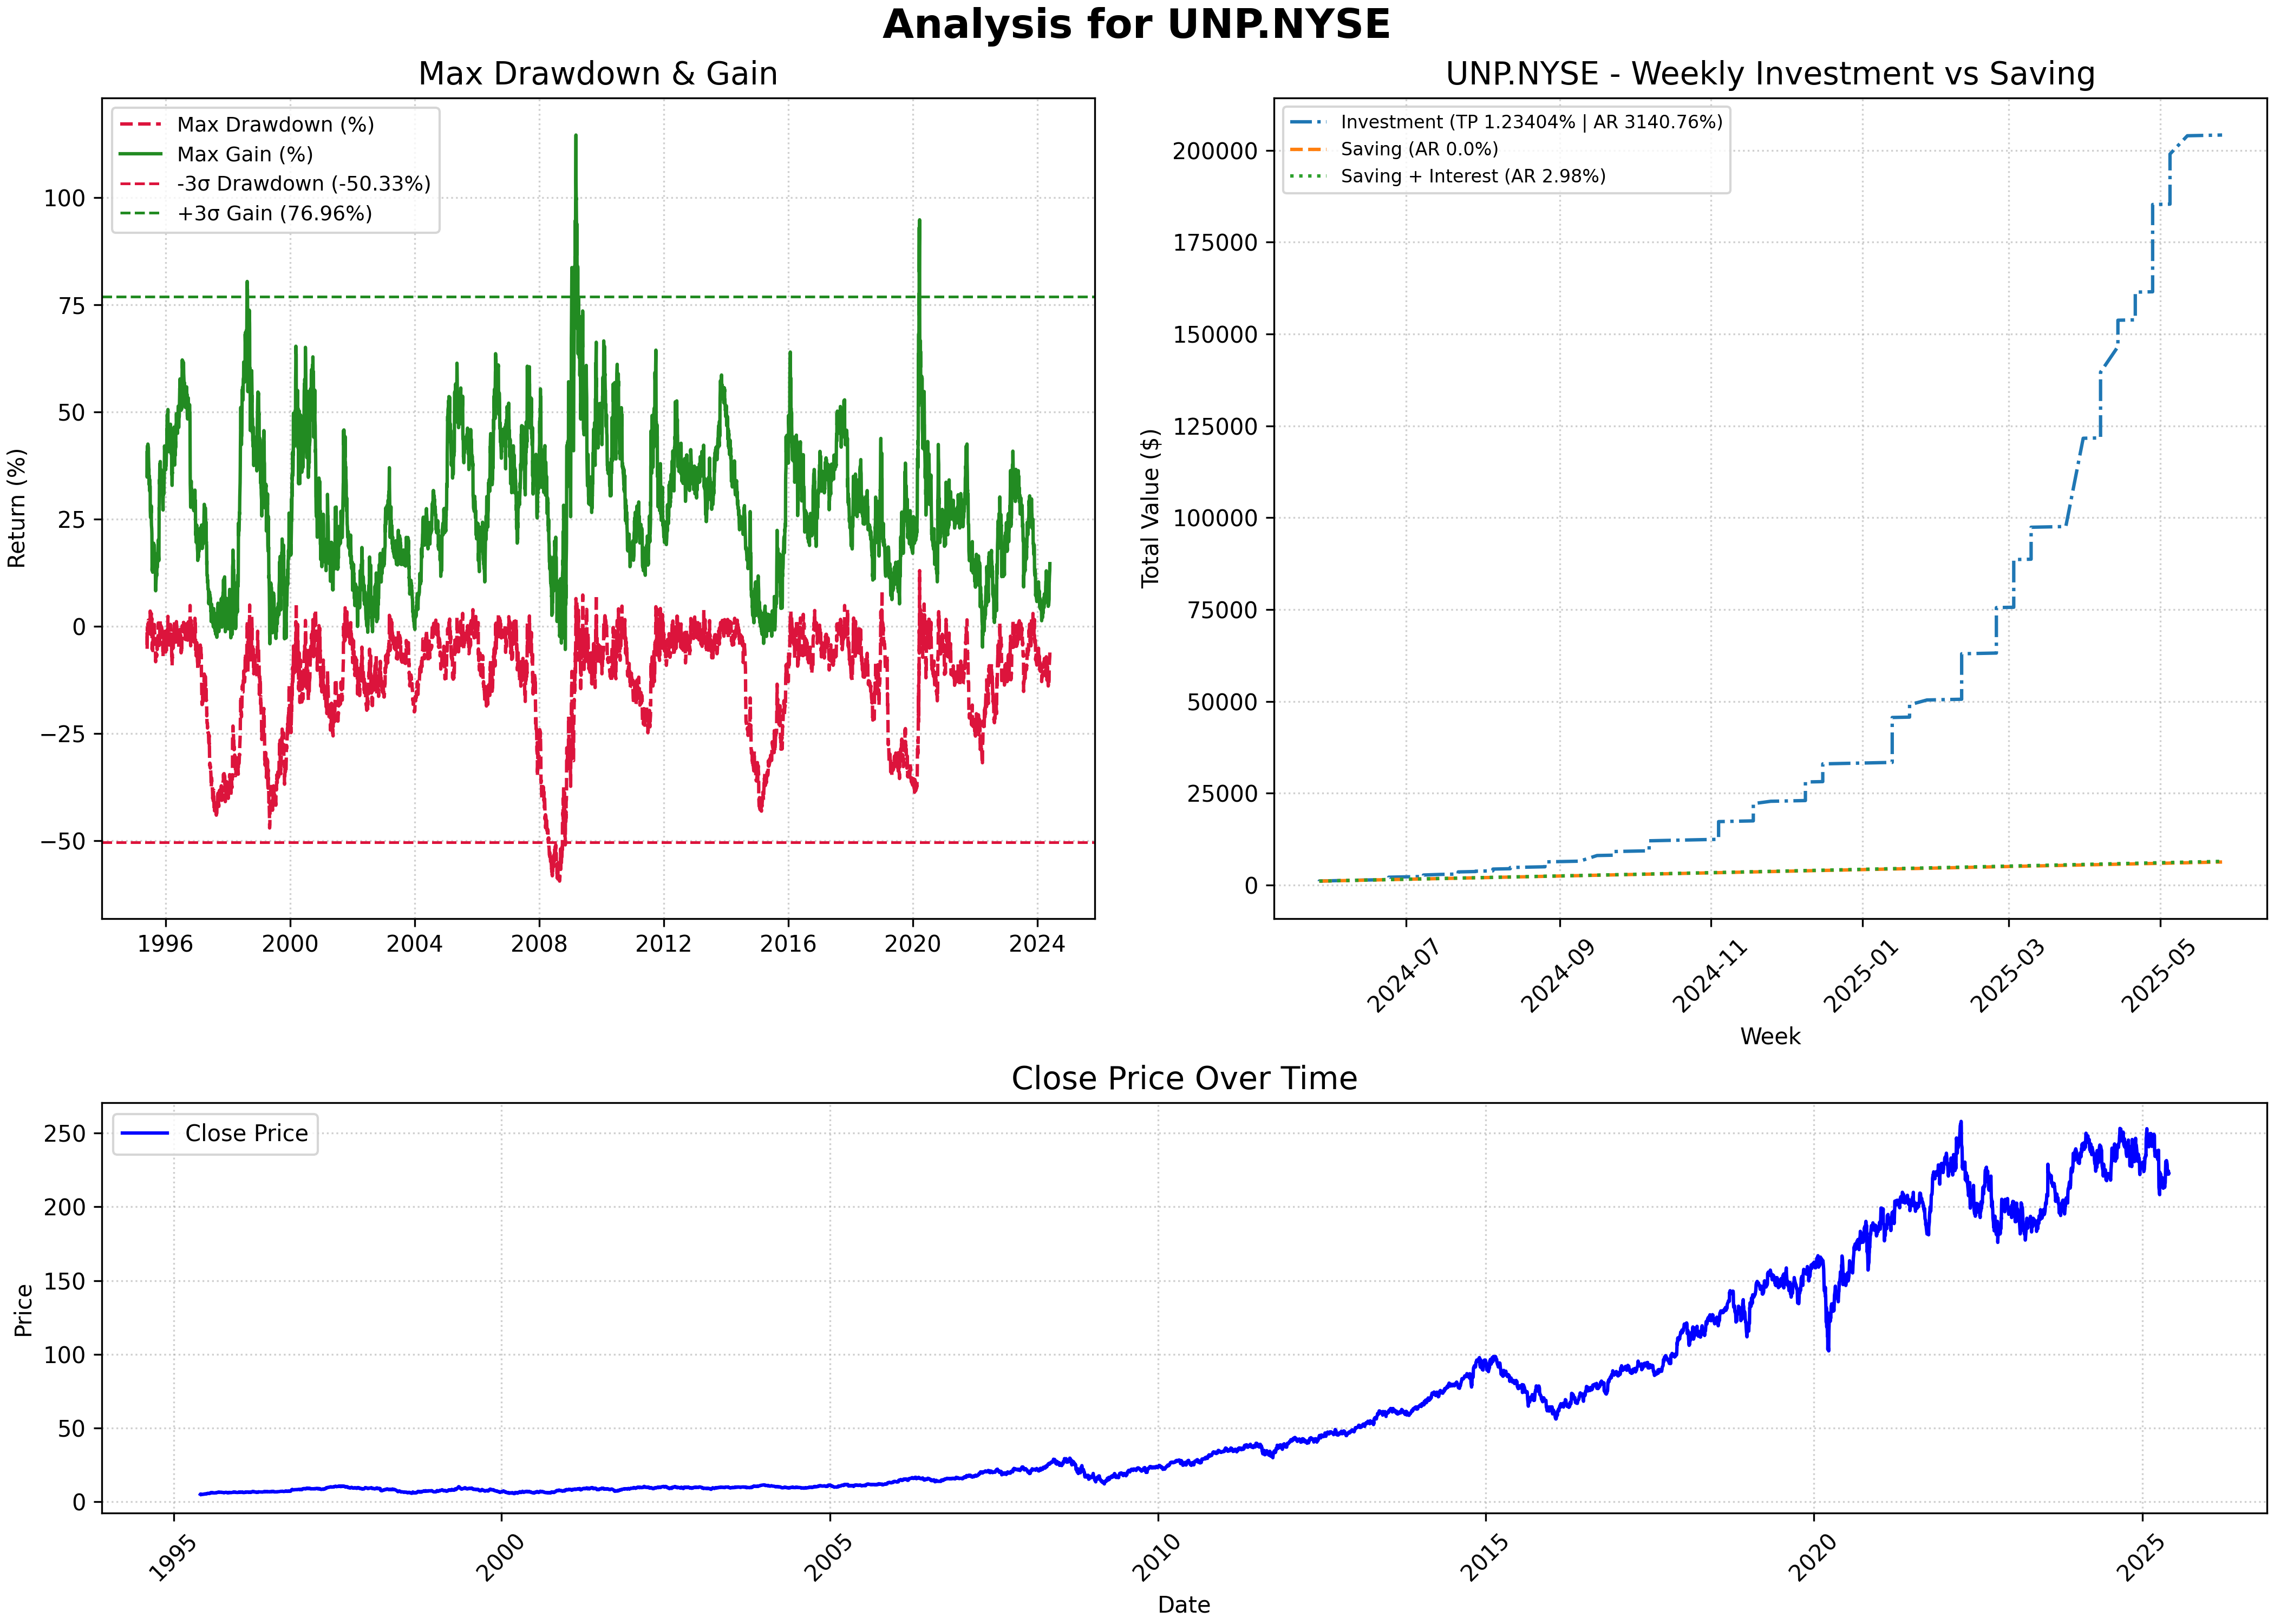 Analysis for UNP.NYSE
Max Drawdown & Gain
Max Drawdown (%)
Max Gain (%)
-3σ Drawdown (-50.33%)
+3σ Gain (76.96%)
Return (%)
100
75
50
25
0
−25
−50
1996
2000
2004
2008
2012
2016
2020
2024
UNP.NYSE - Weekly Investment vs Saving
Investment (TP 1.23404% | AR 3140.76%)
Saving (AR 0.0%)
Saving + Interest (AR 2.98%)
Total Value ($)
200000
175000
150000
125000
100000
75000
50000
25000
0
2024-07
2024-09
2024-11
2025-01
2025-03
2025-05
Week
Close Price Over Time
Close Price
Price
250
200
150
100
50
0
1995
2000
2005
2010
2015
2020
2025
Date